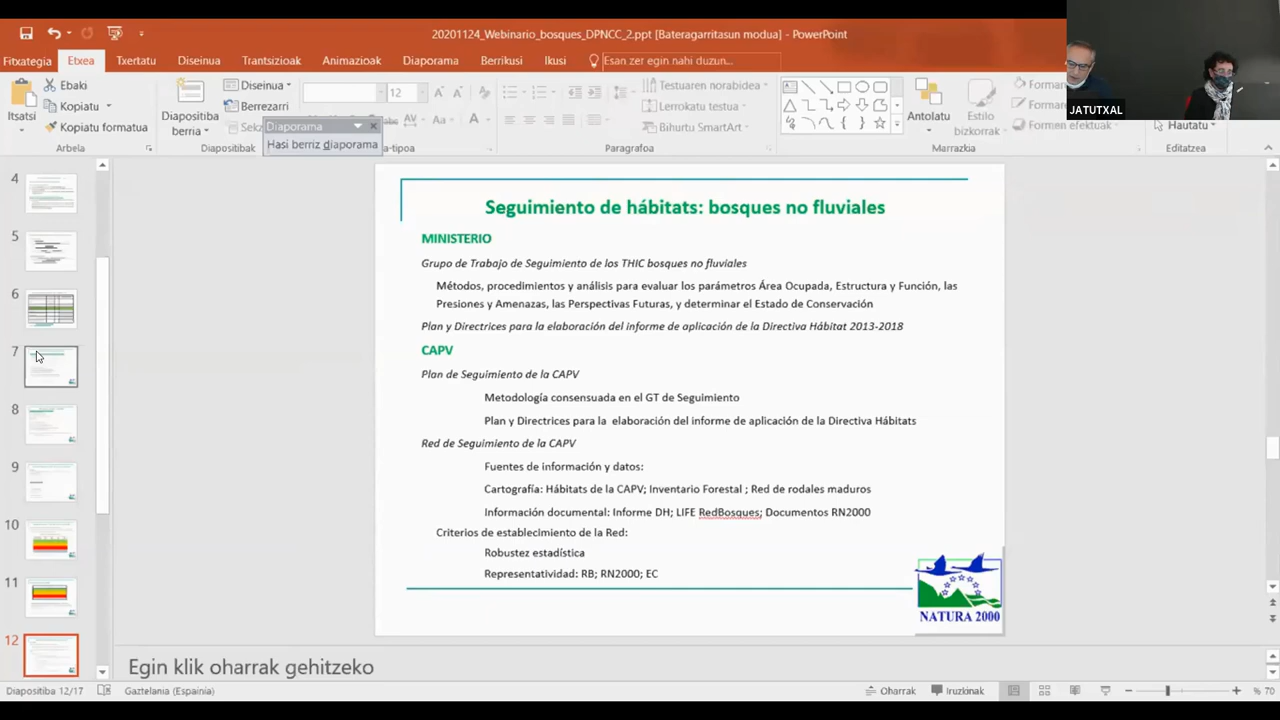 20201124_Webinario_bosques_DPNCC_2.ppt [Bateragarritasun modua] - PowerPoint
Fitxategia Etxea Txertatu Diseinua Trantsizioak Animazioak Diaporama Berrikusi Ikusi Esan zer egin nahi duzun...
JATUTXAL
Itsatsi
Ebaki
Kopiatu
Kopiatu formatua
Arbela
Diapositiba berria
Diseinua
Berrezarri
Diapositibak
Diaporama
Hasi berriz diaporama
12
Testuaren norabidea
Lerrokatu testua
Bihurtu SmartArt
Paragrafoa
Antolatu
Estilo bizkorrak
Marrazkia
Hautatu
Editatzea
4
5
6
7
8
9
10
11
12
Seguimiento de hábitats: bosques no fluviales
MINISTERIO
Grupo de Trabajo de Seguimiento de los THIC bosques no fluviales
Métodos, procedimientos y análisis para evaluar los parámetros Área Ocupada, Estructura y Función, las
Presiones y Amenazas, las Perspectivas Futuras, y determinar el Estado de Conservación
Plan y Directrices para la elaboración del informe de aplicación de la Directiva Hábitat 2013-2018
CAPV
Plan de Seguimiento de la CAPV
Metodología consensuada en el GT de Seguimiento
Plan y Directrices para la elaboración del informe de aplicación de la Directiva Hábitats
Red de Seguimiento de la CAPV
Fuentes de información y datos:
Cartografía: Hábitats de la CAPV; Inventario Forestal ; Red de rodales maduros
Información documental: Informe DH; LIFE RedBosques; Documentos RN2000
Criterios de establecimiento de la Red:
Robustez estadística
Representatividad: RB; RN2000; EC
NATURA 2000
Egin klik oharrak gehitzeko
Diapositiba 12/17 Gaztelania (Espainia) Oharrak Iruzkinak % 70